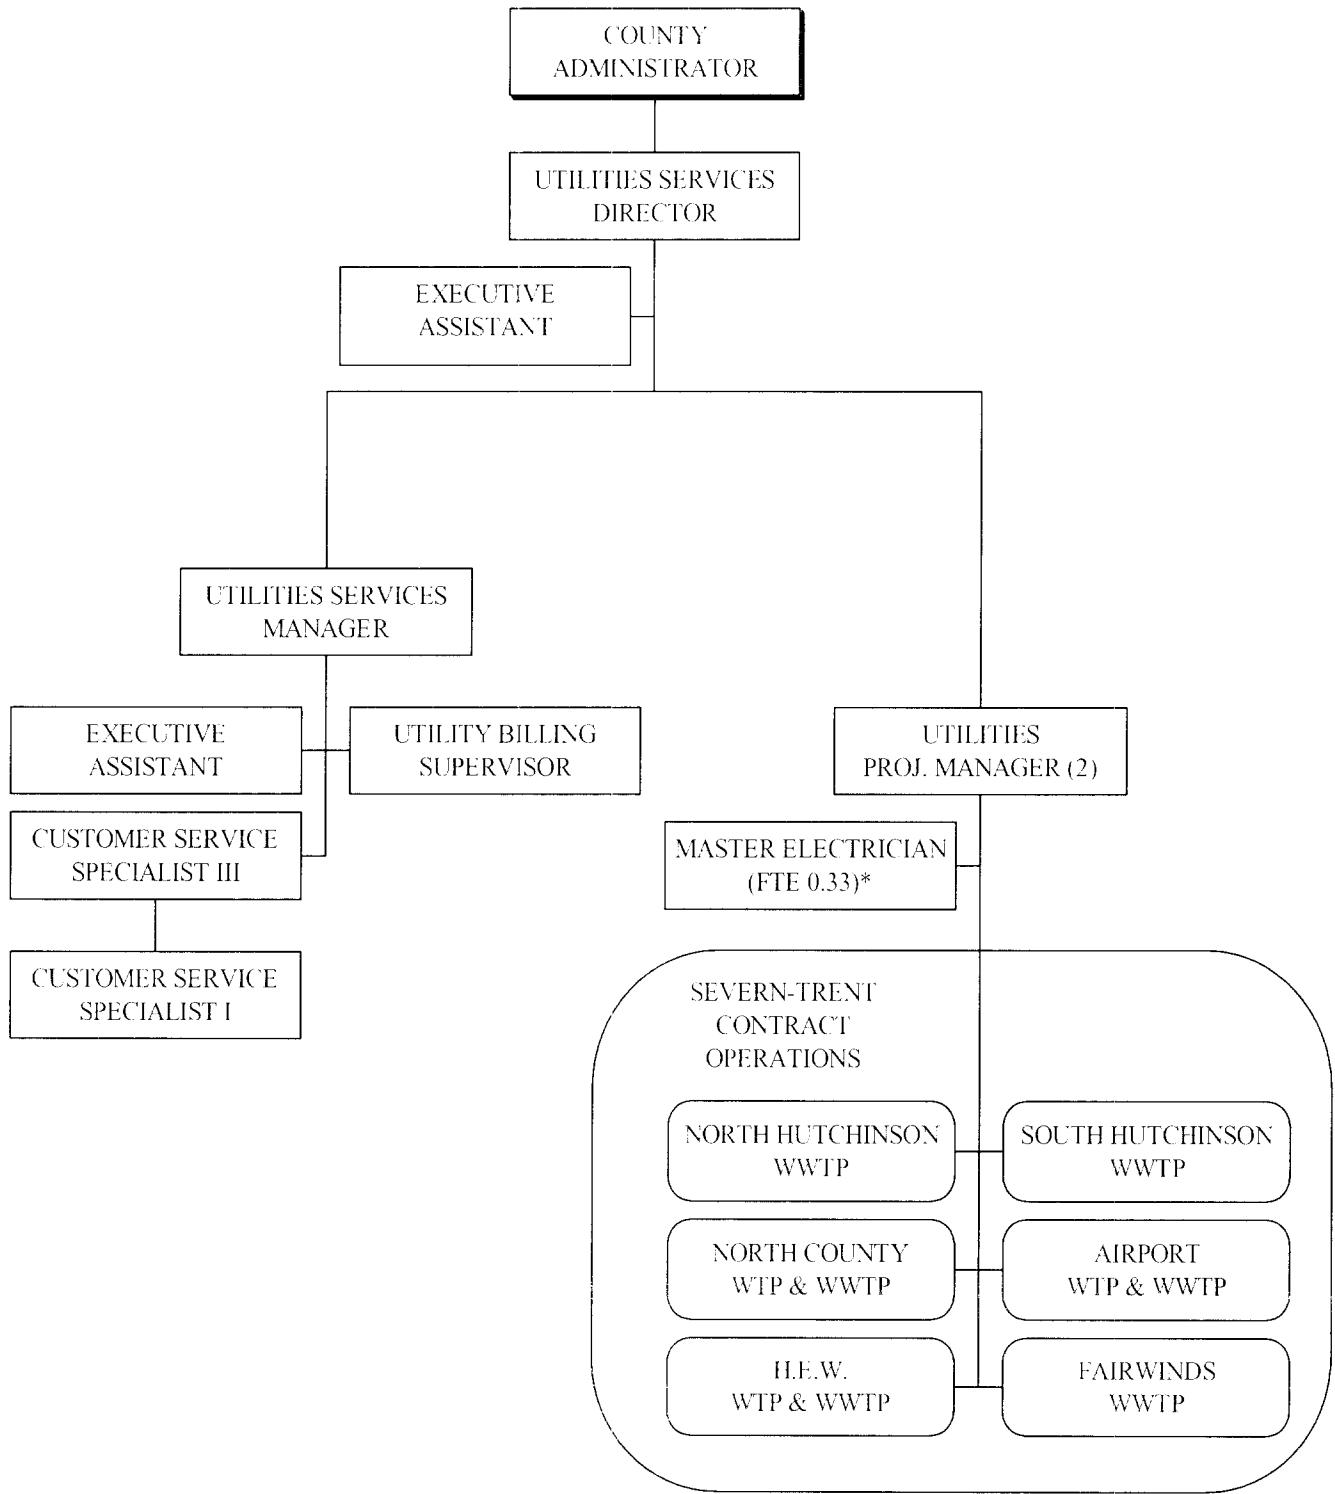 COUNTY
ADMINISTRATOR
UTILITIES SERVICES
DIRECTOR
EXECUTIVE
ASSISTANT
UTILITIES SERVICES
MANAGER
EXECUTIVE
ASSISTANT
UTILITY BILLING
SUPERVISOR
CUSTOMER SERVICE
SPECIALIST III
CUSTOMER SERVICE
SPECIALIST I
UTILITIES
PROJ. MANAGER (2)
MASTER ELECTRICIAN
(FTE 0.33)*
SEVERN-TRENT
CONTRACT
OPERATIONS
NORTH HUTCHINSON
WWTP
SOUTH HUTCHINSON
WWTP
NORTH COUNTY
WTP & WWTP
AIRPORT
WTP & WWTP
H.E.W.
WTP & WWTP
FAIRWINDS
WWTP